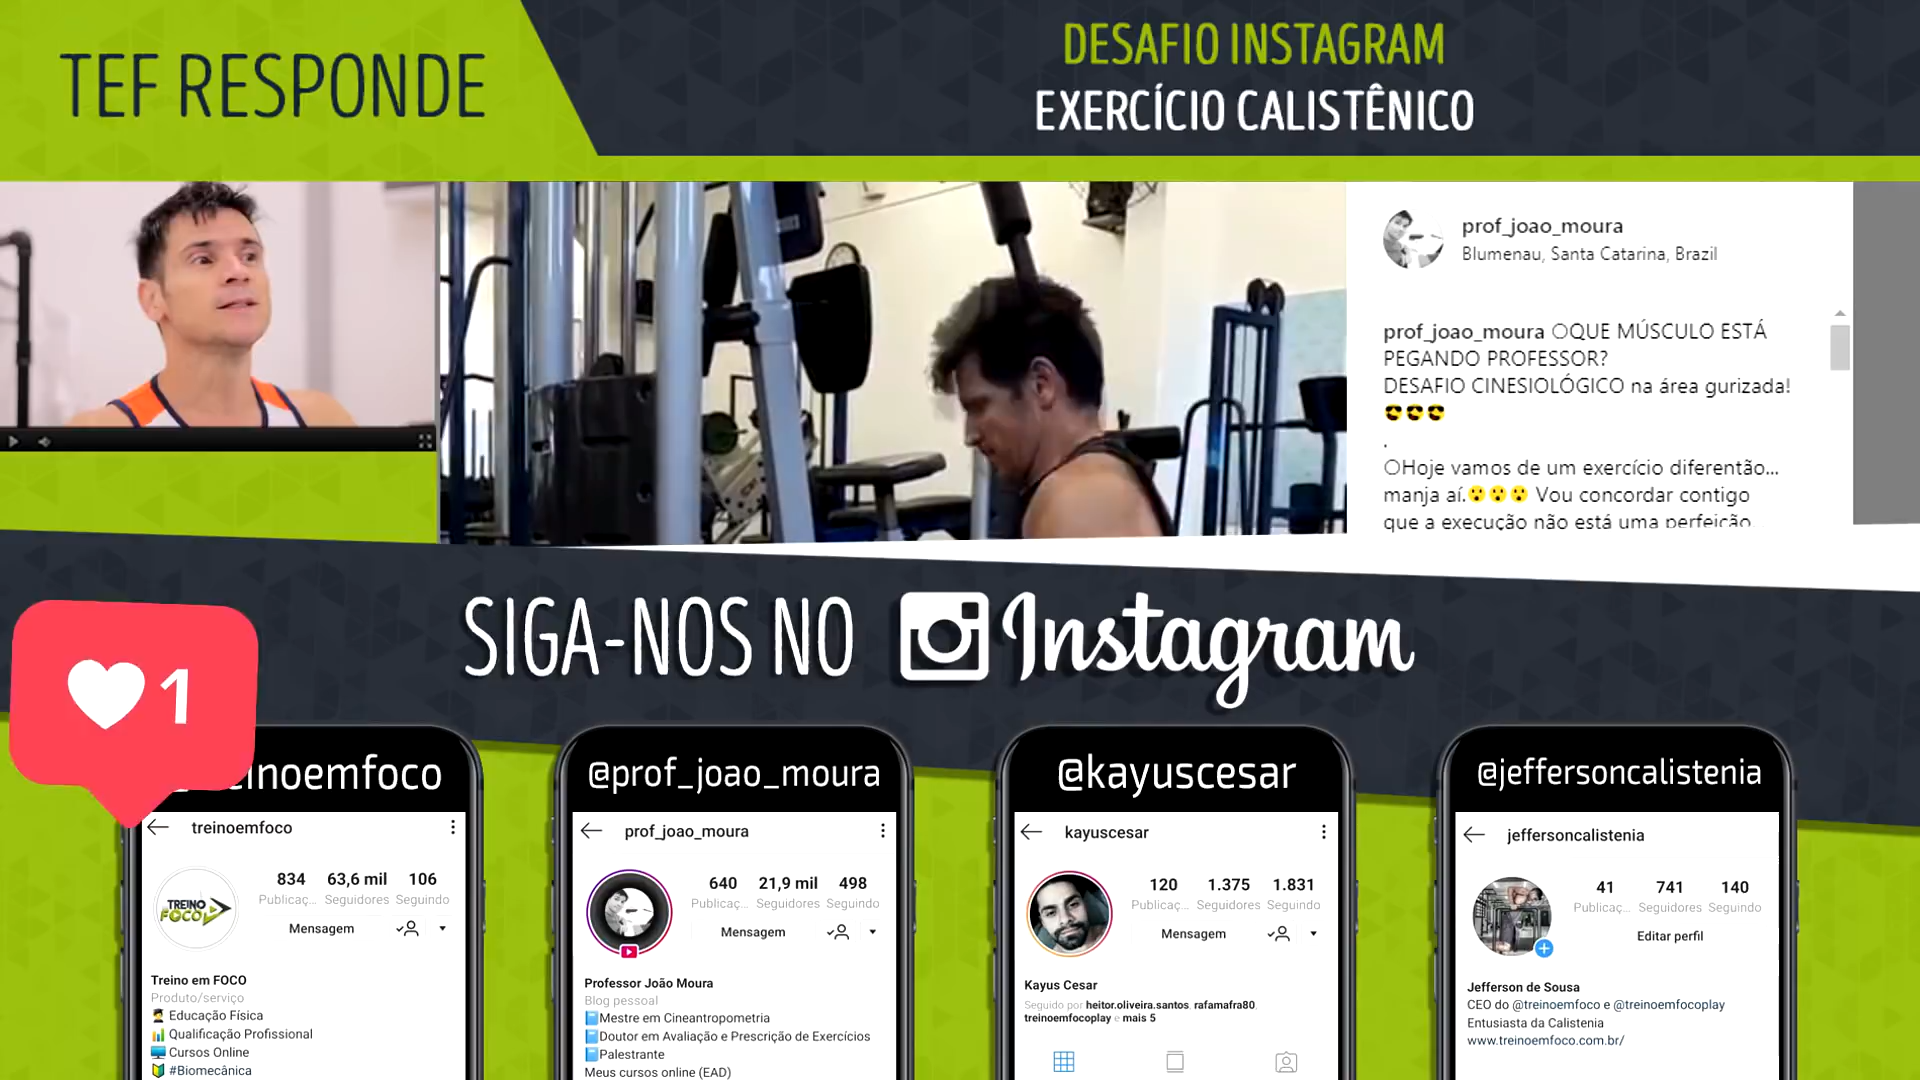 TEF RESPONDE
DESAFIO INSTAGRAM
EXERCÍCIO CALISTÊNICO
prof_joao_moura
Blumenau, Santa Catarina, Brazil
prof_joao_moura QUE MÚSCULO ESTÁ
PEGANDO PROFESSOR?
DESAFIO CINESIOLÓGICO na área gurizada!
😎😎😎
.
Hoje vamos de um exercício diferentão...
manja aí.😮😮😮 Vou concordar contigo
que a execução não está uma perfeição.
SIGA-NOS NO Instagram
1
einoemfoco
treinoemfoco
834 63,6 mil 106
Publicaç... Seguidores Seguindo
Mensagem
TREINO
FOCO
Treino em FOCO
Produto/serviço
Educação Física
Qualificação Profissional
Cursos Online
#Biomecânica
@prof_joao_moura
prof_joao_moura
640 21,9 mil 498
Publicaç... Seguidores Seguindo
Mensagem
Professor João Moura
Blog pessoal
Mestre em Cineantropometria
Doutor em Avaliação e Prescrição de Exercícios
Palestrante
Meus cursos online (EAD)
@kayuscesar
kayuscesar
120 1.375 1.831
Publicaç... Seguidores Seguindo
Mensagem
Kayus Cesar
Seguido por heitor.oliveira.santos, rafamafra80,
treinoemfocoplay e mais 5
@jeffersoncalistenia
jeffersoncalistenia
41 741 140
Publicaç... Seguidores Seguindo
Editar perfil
Jefferson de Sousa
CEO do @treinoemfoco e @treinoemfocoplay
Entusiasta da Calistenia
www.treinoemfoco.com.br/